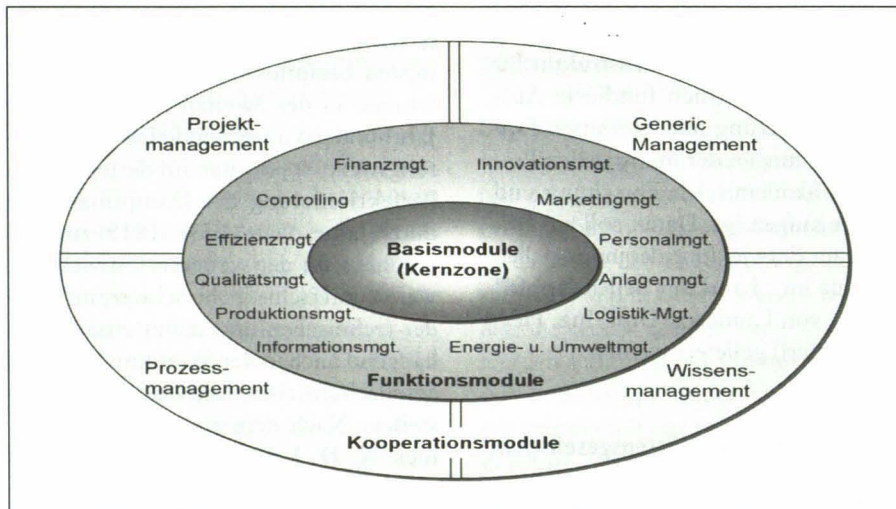 Projekt-
management
Generic
Management
Finanzmgt.
Innovationsmgt.
Controlling
Marketingmgt.
Effizienzmgt.
Basismodule
(Kernzone)
Personalmgt.
Qualitätsmgt.
Anlagenmgt.
Produktionsmgt.
Logistik-Mgt.
Informationsmgt.
Energie- u. Umweltmgt.
Prozess-
management
Funktionsmodule
Wissens-
management
Kooperationsmodule